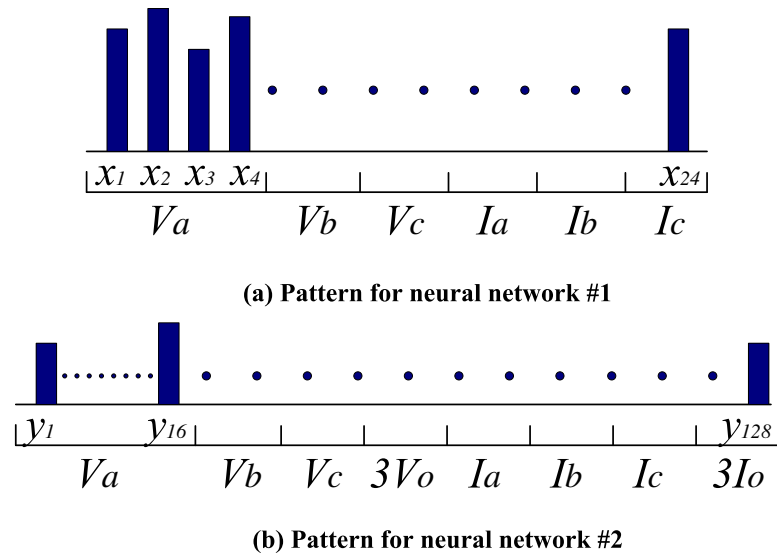 x1 x2 x3 x4 x24
Va Vb Vc Ia Ib Ic
(a) Pattern for neural network #1
y1 y16 y128
Va Vb Vc 3Vo Ia Ib Ic 3Io
(b) Pattern for neural network #2